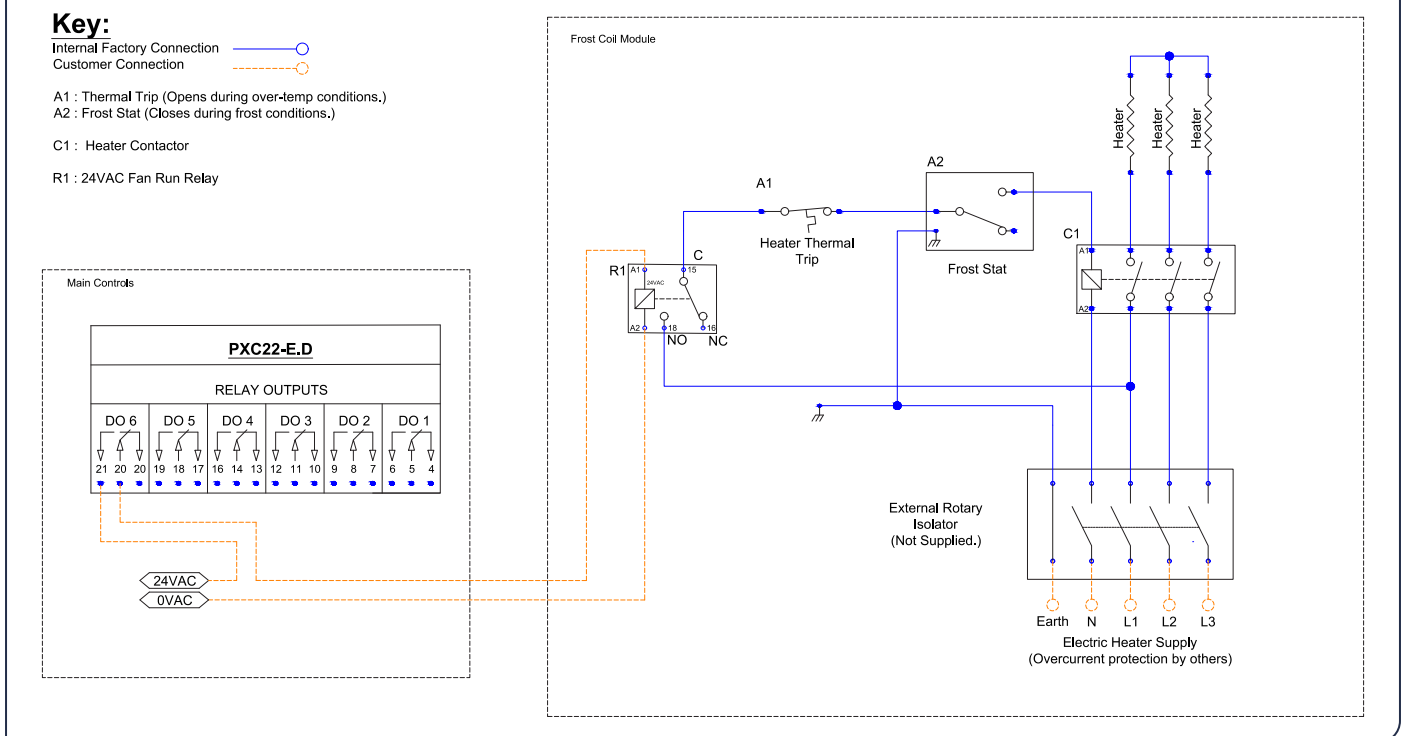 Key:
Internal Factory Connection
Customer Connection
A1 : Thermal Trip (Opens during over-temp conditions.)
A2 : Frost Stat (Closes during frost conditions.)
C1 : Heater Contactor
R1 : 24VAC Fan Run Relay
Main Controls
PXC22-E.D
RELAY OUTPUTS
DO 6 DO 5 DO 4 DO 3 DO 2 DO 1
21 20 20 19 18 17 16 14 13 12 11 10 9 8 7 6 5 4
24VAC
0VAC
Frost Coil Module
Heater Heater Heater
A2
A1
Heater Thermal
Trip
Frost Stat
C1
A1
A2
R1
C
A1 15
24VAC
A2 18 16
NO NC
External Rotary
Isolator
(Not Supplied.)
Earth N L1 L2 L3
Electric Heater Supply
(Overcurrent protection by others)